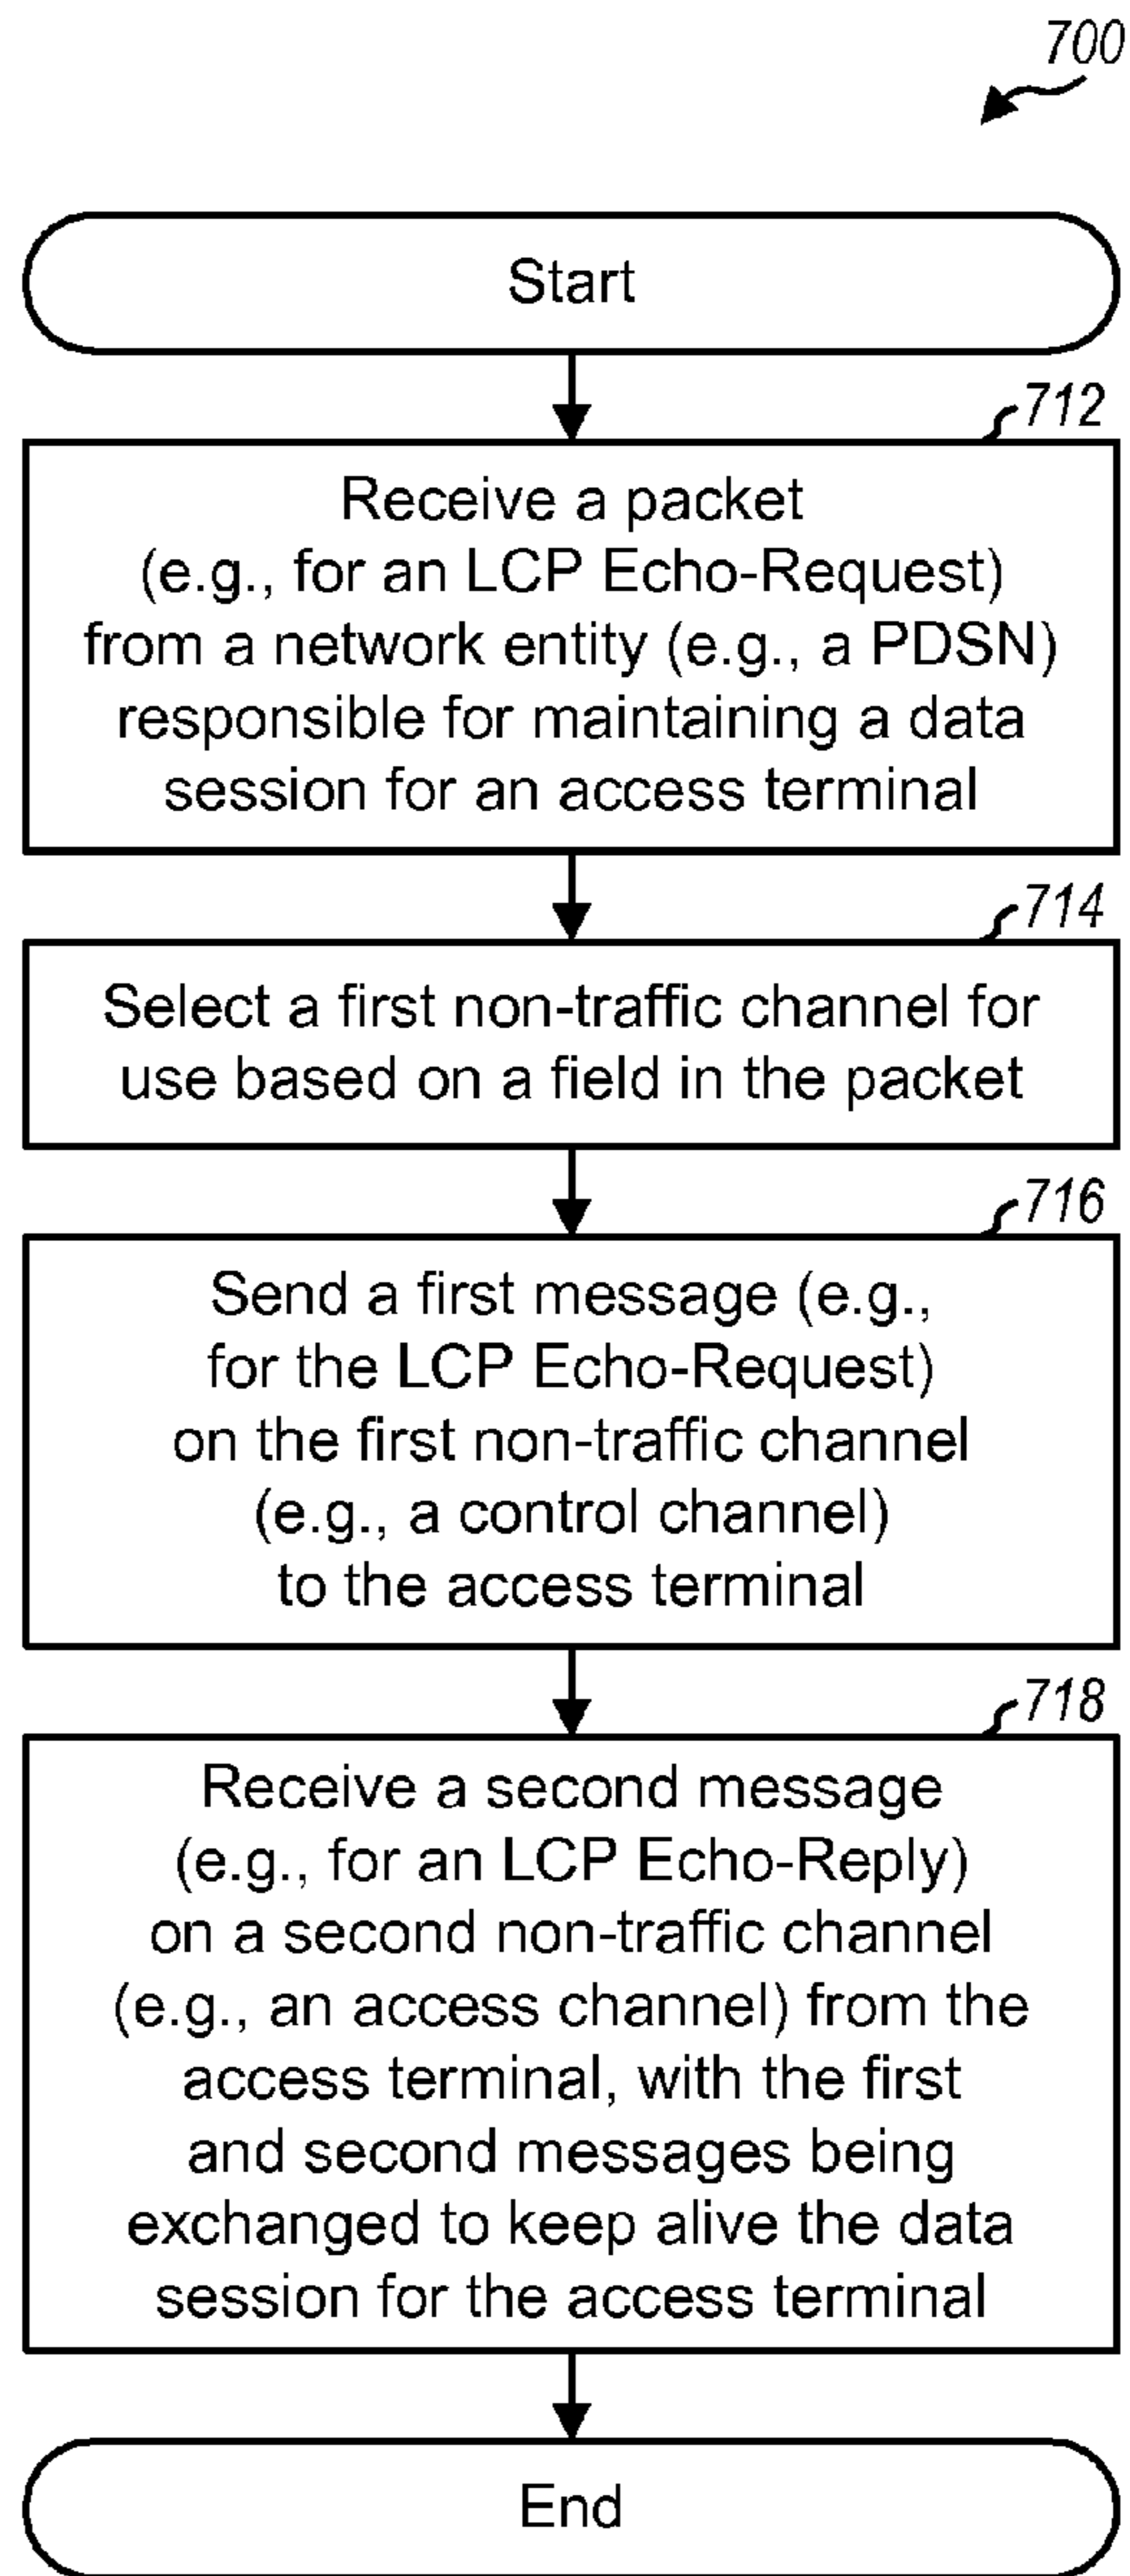 700
Start
712
Receive a packet
(e.g., for an LCP Echo-Request)
from a network entity (e.g., a PDSN)
responsible for maintaining a data
session for an access terminal
714
Select a first non-traffic channel for
use based on a field in the packet
716
Send a first message (e.g.,
for the LCP Echo-Request)
on the first non-traffic channel
(e.g., a control channel)
to the access terminal
718
Receive a second message
(e.g., for an LCP Echo-Reply)
on a second non-traffic channel
(e.g., an access channel) from the
access terminal, with the first
and second messages being
exchanged to keep alive the data
session for the access terminal
End